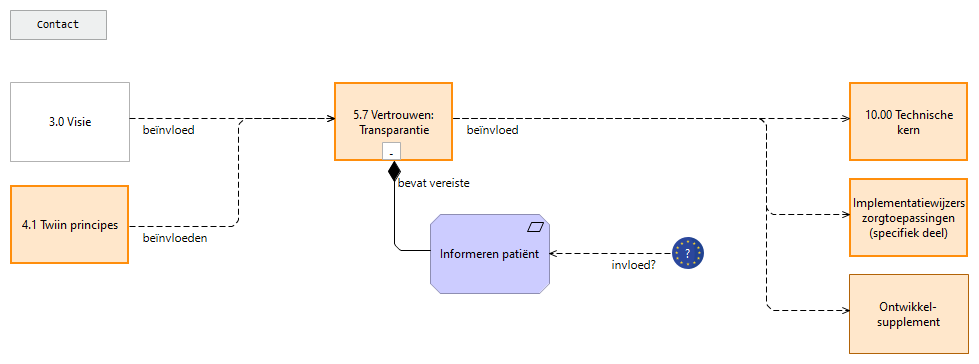 Contact
3.0 Visie
beïnvloed
4.1 Twiin principes
beïnvloeden
5.7 Vertrouwen:
Transparantie
-
bevat vereiste
beïnvloed
Informeren patiënt
invloed?
?
10.00 Technische
kern
Implementatiewijzers
zorgtoepassingen
(specifiek deel)
Ontwikkel-
supplement